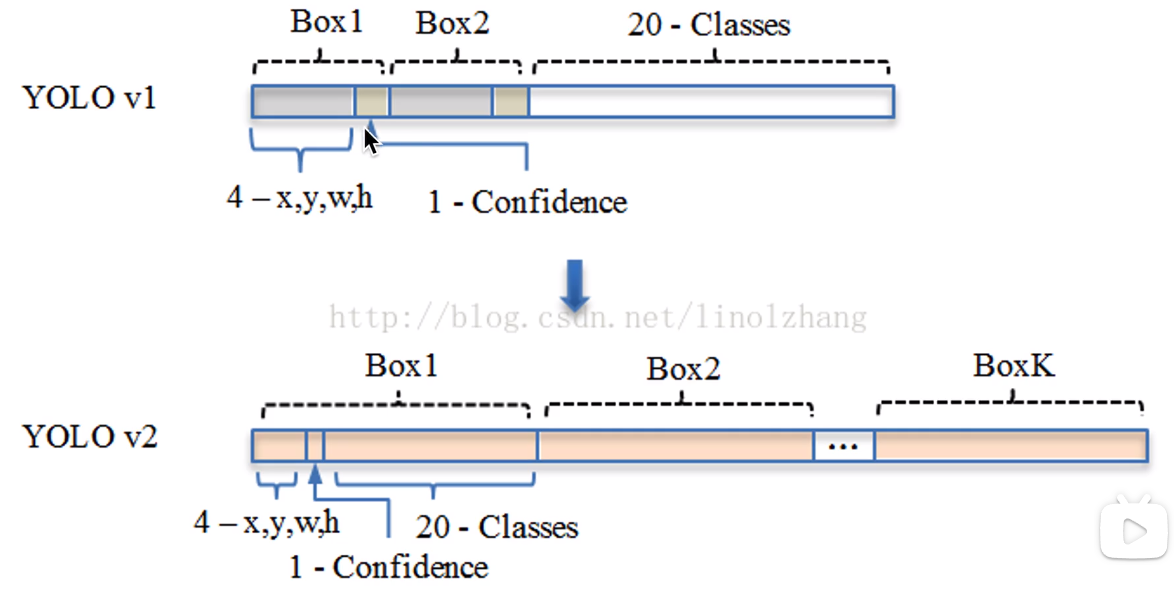 Box1 Box2 20 - Classes
YOLO v1
4 – x,y,w,h 1 - Confidence
http://blog.csdn.net/linolzhang
Box1 Box2 BoxK
YOLO v2
...
4 – x,y,w,h 20 - Classes
1 - Confidence